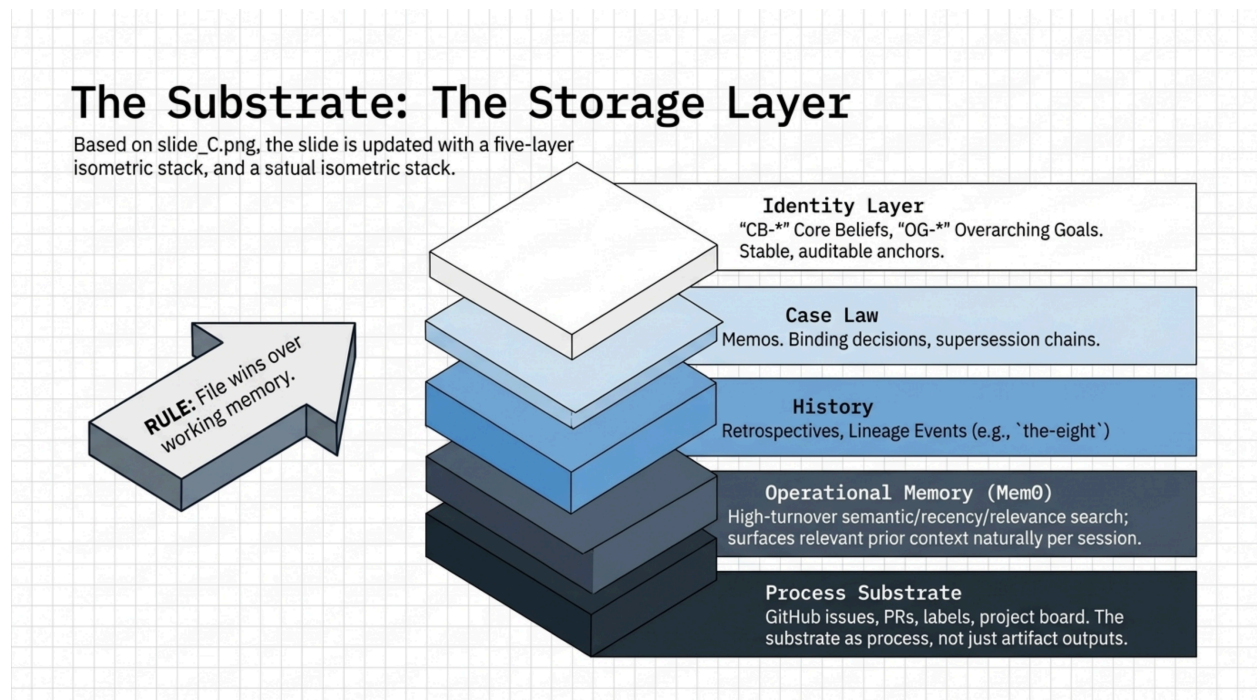 The Substrate: The Storage Layer
Based on slide_C.png, the slide is updated with a five-layer
isometric stack, and a satual isometric stack.
RULE: File wins over
working memory.
Identity Layer
“CB-*” Core Beliefs, “OG-*” Overarching Goals.
Stable, auditable anchors.
Case Law
Memos. Binding decisions, supersession chains.
History
Retrospectives, Lineage Events (e.g., `the-eight`)
Operational Memory (Mem0)
High-turnover semantic/recency/relevance search;
surfaces relevant prior context naturally per session.
Process Substrate
GitHub issues, PRs, labels, project board. The
substrate as process, not just artifact outputs.